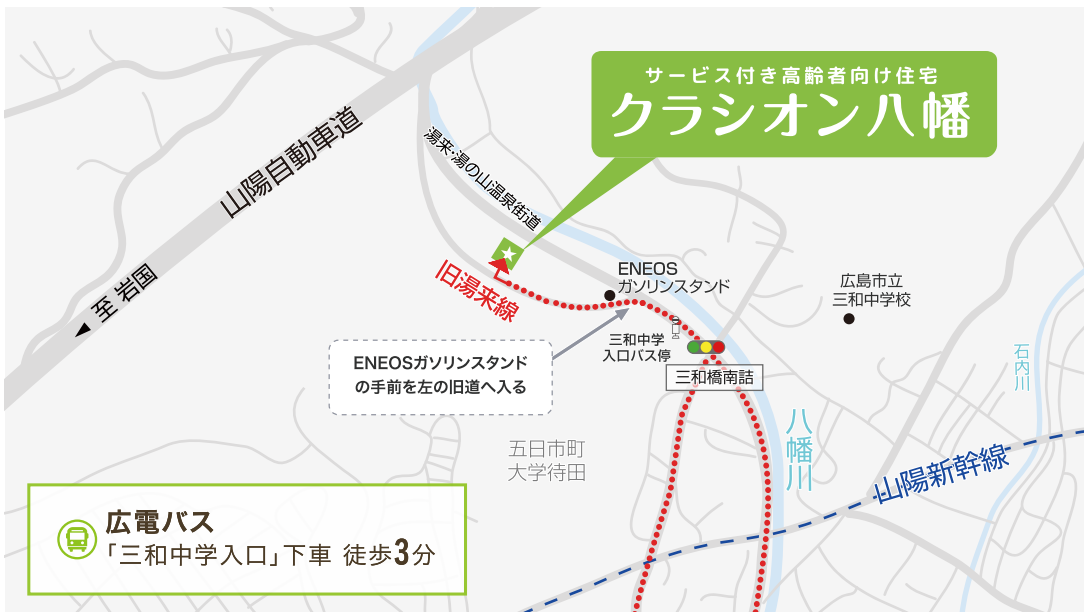 サービス付き高齢者向け住宅
クラシオン八幡
山陽自動車道
湯来・湯の山温泉街道
至 岩国
旧湯来線
ENEOS
ガソリンスタンド
広島市立
三和中学校
三和中学
入口バス停
ENEOSガソリンスタンド
の手前を左の旧道へ入る
三和橋南詰
石内川
八幡川
五日市町
大学待田
山陽新幹線
広電バス
「三和中学入口」下車 徒歩3分